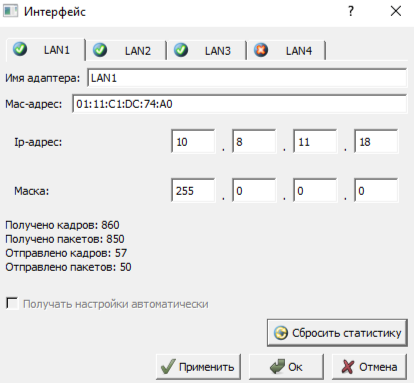 Интерфейс ? ×
LAN1 LAN2 LAN3 LAN4
Имя адаптера: LAN1
Mac-адрес: 01:11:C1:DC:74:A0
Ip-адрес: 10 . 8 . 11 . 18
Маска: 255 . 0 . 0 . 0
Получено кадров: 860
Получено пакетов: 850
Отправлено кадров: 57
Отправлено пакетов: 50
Получать настройки автоматически
Сбросить статистику
Применить Ок Отмена